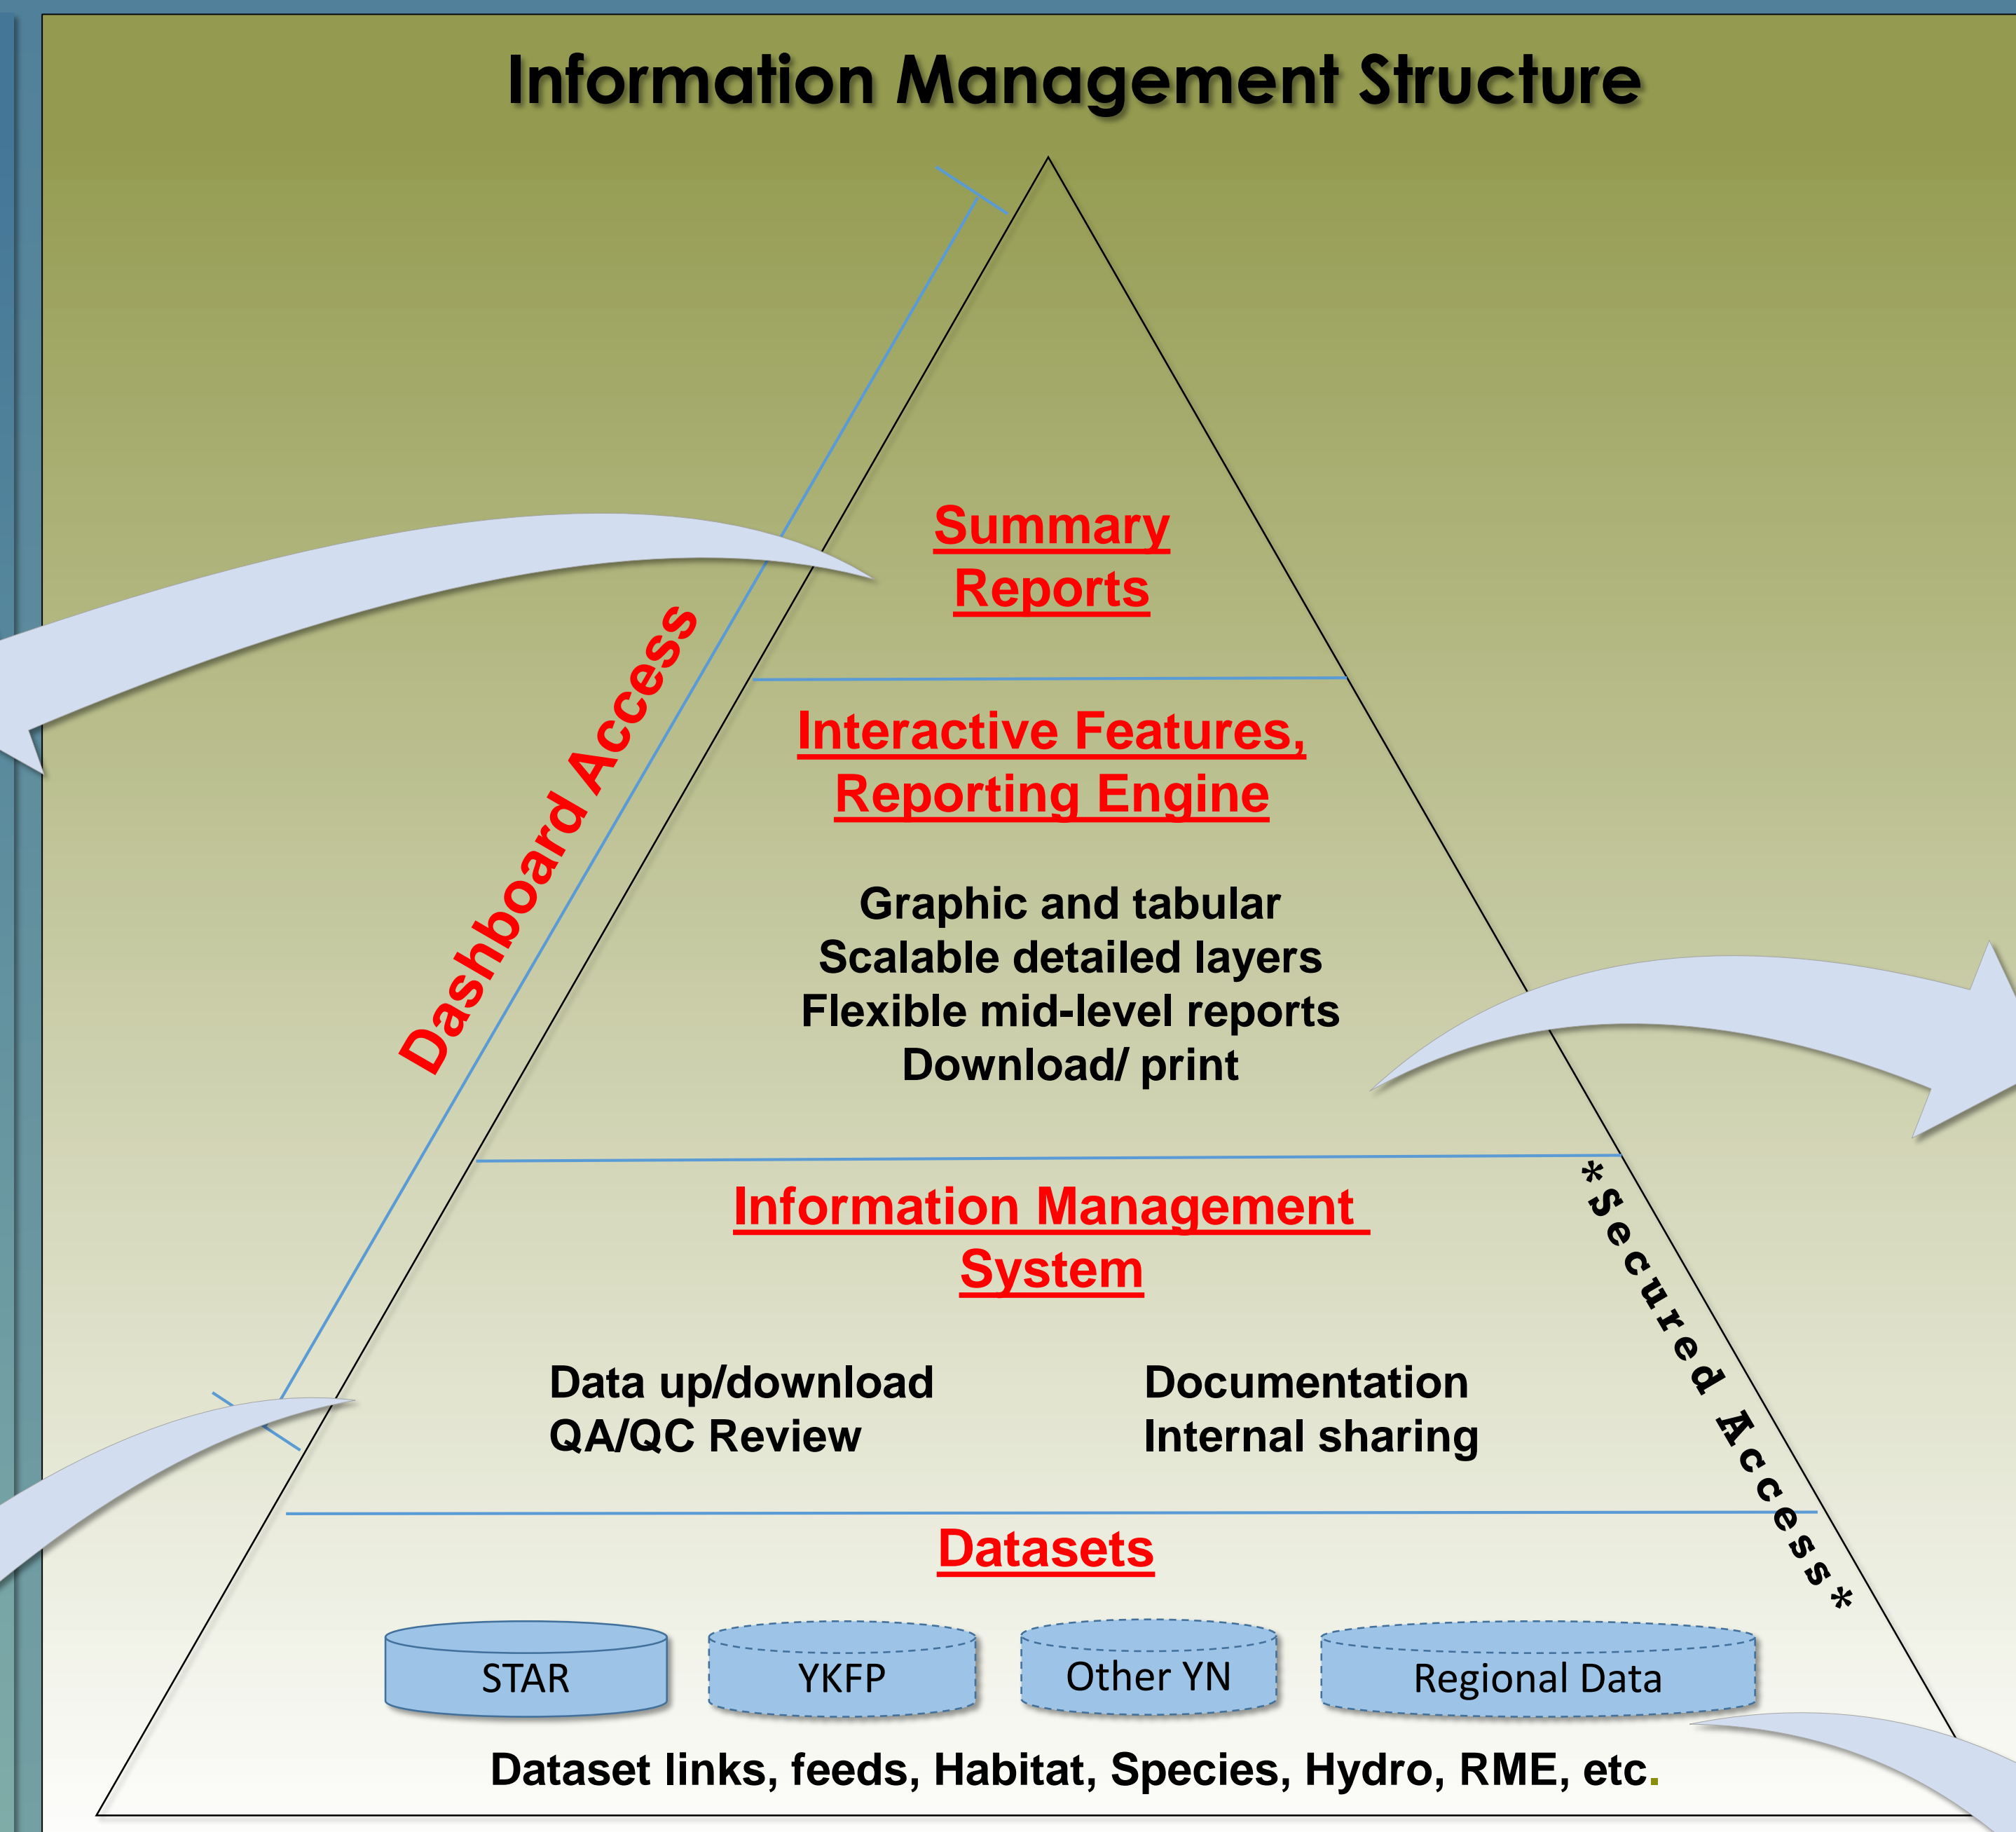 Information Management Structure
Summary
Reports
Dashboard Access
Interactive Features,
Reporting Engine
Graphic and tabular
Scalable detailed layers
Flexible mid-level reports
Download/ print
Information Management
System
*Secured Access*
Data up/download
QA/QC Review
Documentation
Internal sharing
Datasets
STAR
YKFP
Other YN
Regional Data
Dataset links, feeds, Habitat, Species, Hydro, RME, etc.